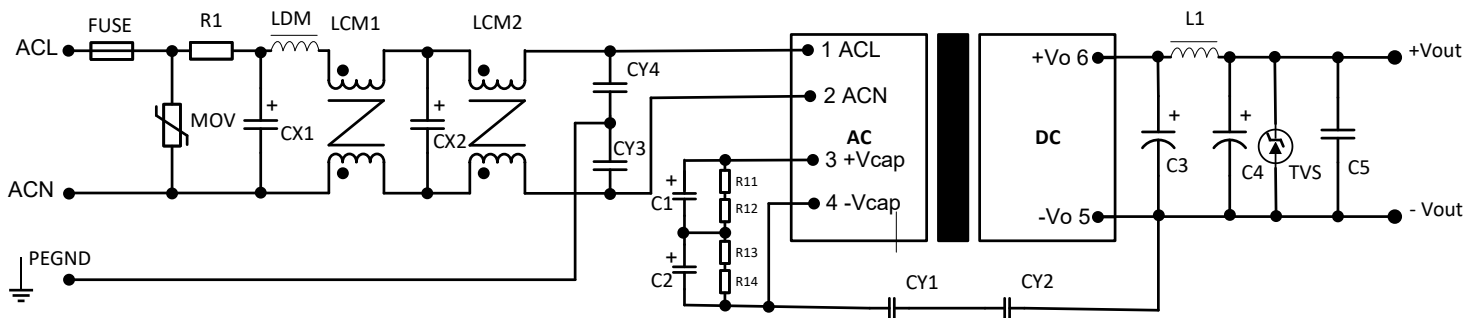 FUSE
R1
LDM
LCM1
LCM2
L1
ACL
1 ACL
+Vo 6
+Vout
CY4
2 ACN
MOV
+
CX1
+
CX2
AC
DC
+
C3
+
C4
TVS
C5
CY3
3 +Vcap
ACN
+
C1
R11
R12
4 -Vcap
-Vo 5
- Vout
PEGND
+
C2
R13
R14
CY1
CY2